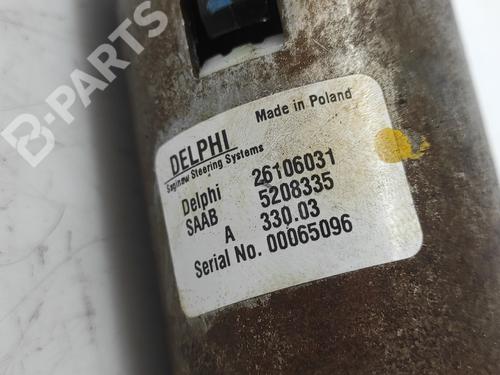 B-PARTS
DELPHI Made in Poland
Saginaw Steering Systems
Delphi 26106031
SAAB 5208335
A 330.03
Serial No. 00065096